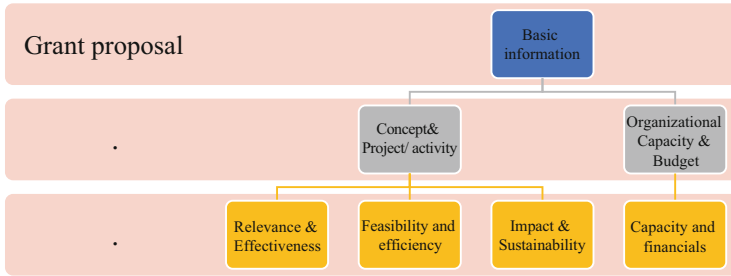 Grant proposal
Basic
information
.
Concept&
Project/ activity
Organizational
Capacity &
Budget
.
Relevance &
Effectiveness
Feasibility and
efficiency
Impact &
Sustainability
Capacity and
financials